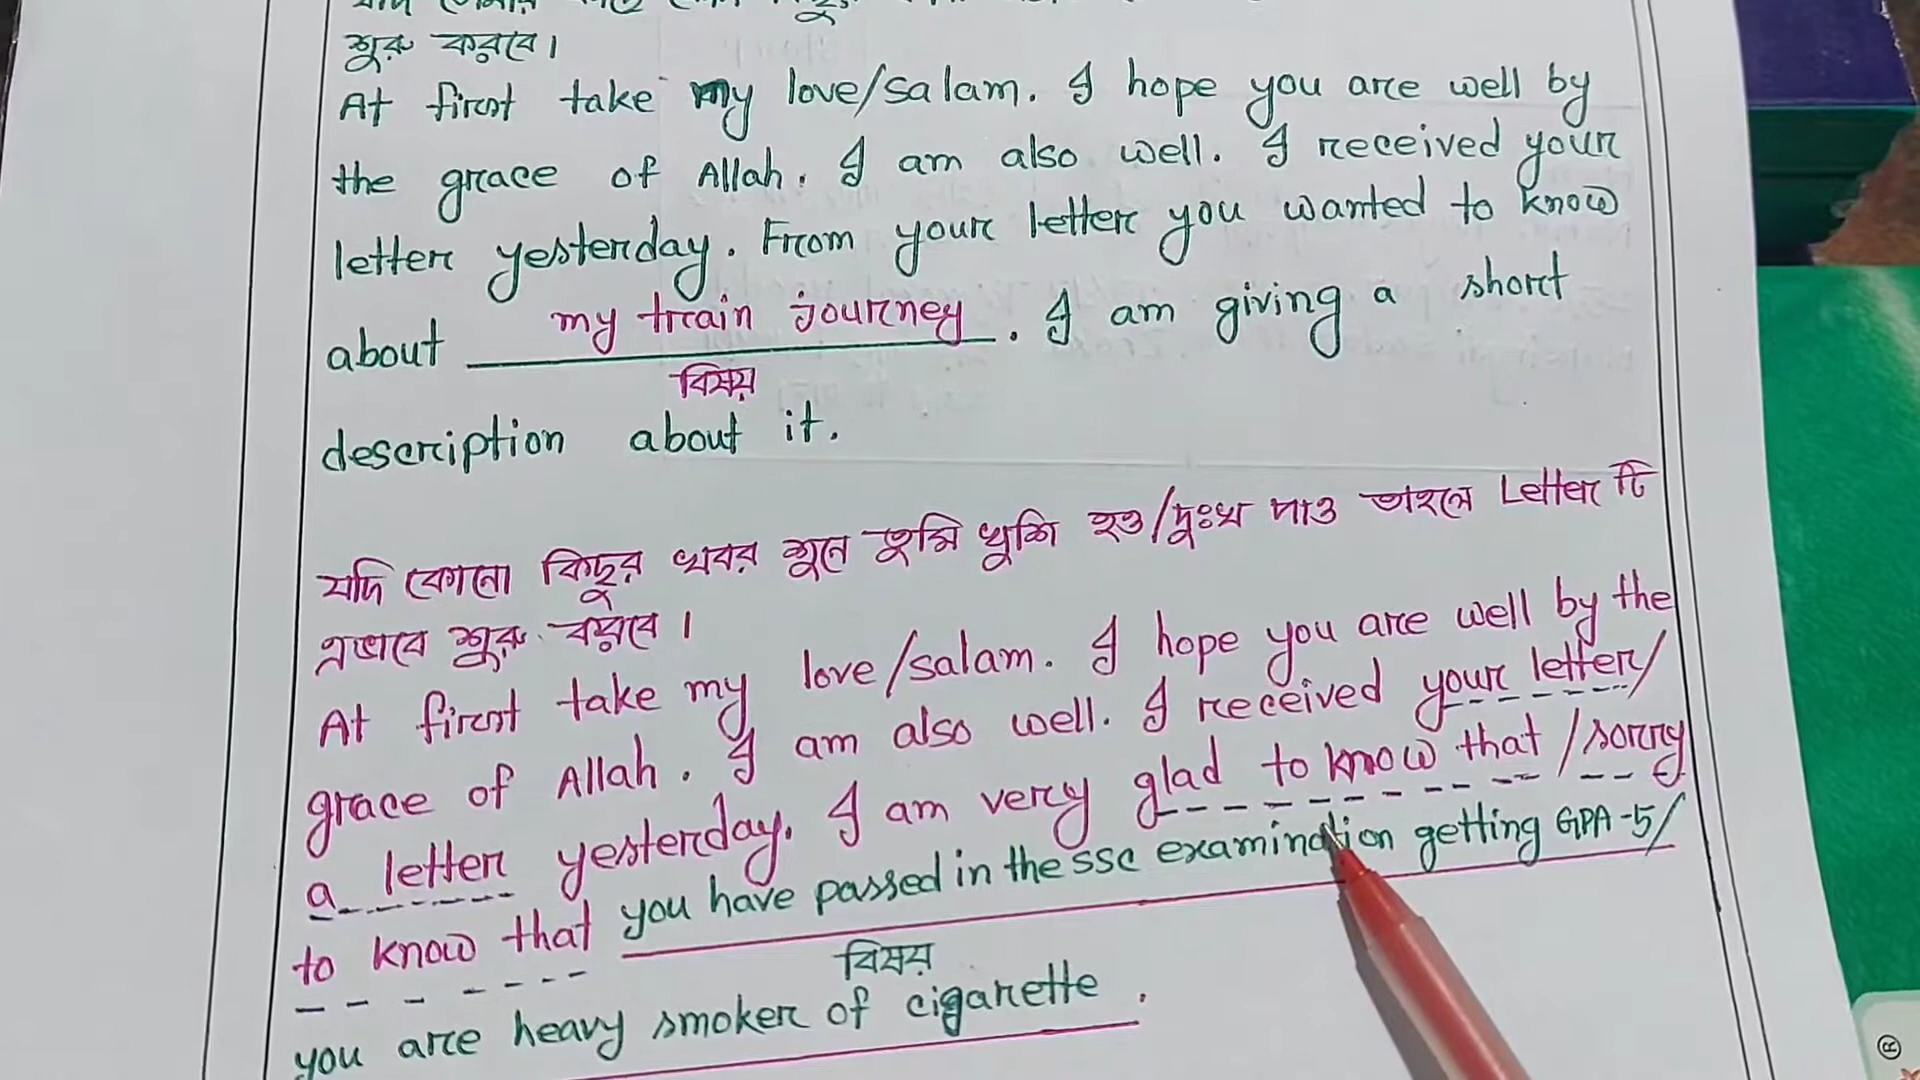 শুরু করবে।
At first take my love/salam. I hope you are well by
the grace of Allah. I am also well. I received your
letter yesterday. From your letter you wanted to know
about my train journey. I am giving a short
বিষয়
description about it.
যদি কোনো কিছুর খবর শুনে তুমি খুশি হও/দুঃখ পাও তাহলে Letter টি
এভাবে শুরু করবে।
At first take my love/salam. I hope you are well by the
grace of Allah. I am also well. I received your letter/
a letter yesterday. I am very glad to know that/sorry
to know that you have passed in the ssc examination getting GPA-5/
বিষয়
you are heavy smoker of cigarette.
®